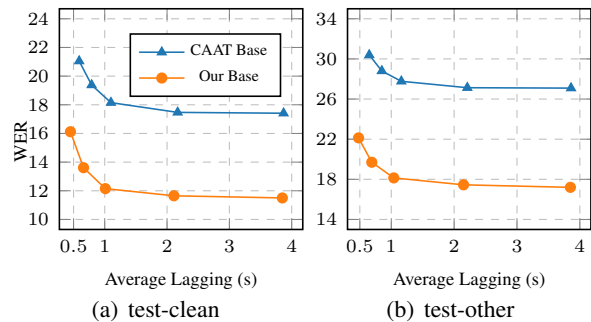 24
22
20
18
16
14
12
10
WER
CAAT Base
Our Base
0.5 1 2 3 4
Average Lagging (s)
(a) test-clean
34
30
26
22
18
14
0.5 1 2 3 4
Average Lagging (s)
(b) test-other